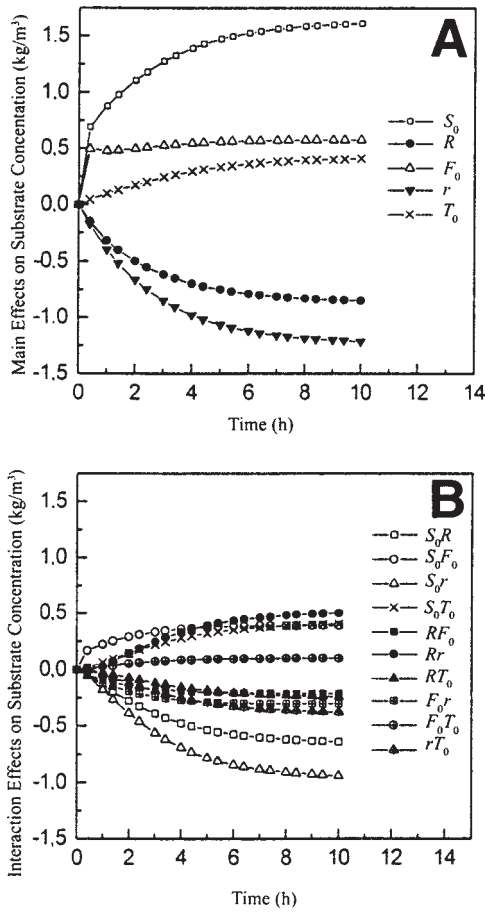 A
Main Effects on Substrate Concentation (kg/m³)
1.5
1.0
0.5
0.0
-0.5
-1.0
-1.5
S₀
R
F₀
r
T₀
0 2 4 6 8 10 12 14
Time (h)
B
Interaction Effects on Substrate Concentration (kg/m³)
1.5
1.0
0.5
0.0
-0.5
-1.0
-1.5
S₀R
S₀F₀
S₀r
S₀T₀
RF₀
Rr
RT₀
F₀r
F₀T₀
rT₀
0 2 4 6 8 10 12 14
Time (h)